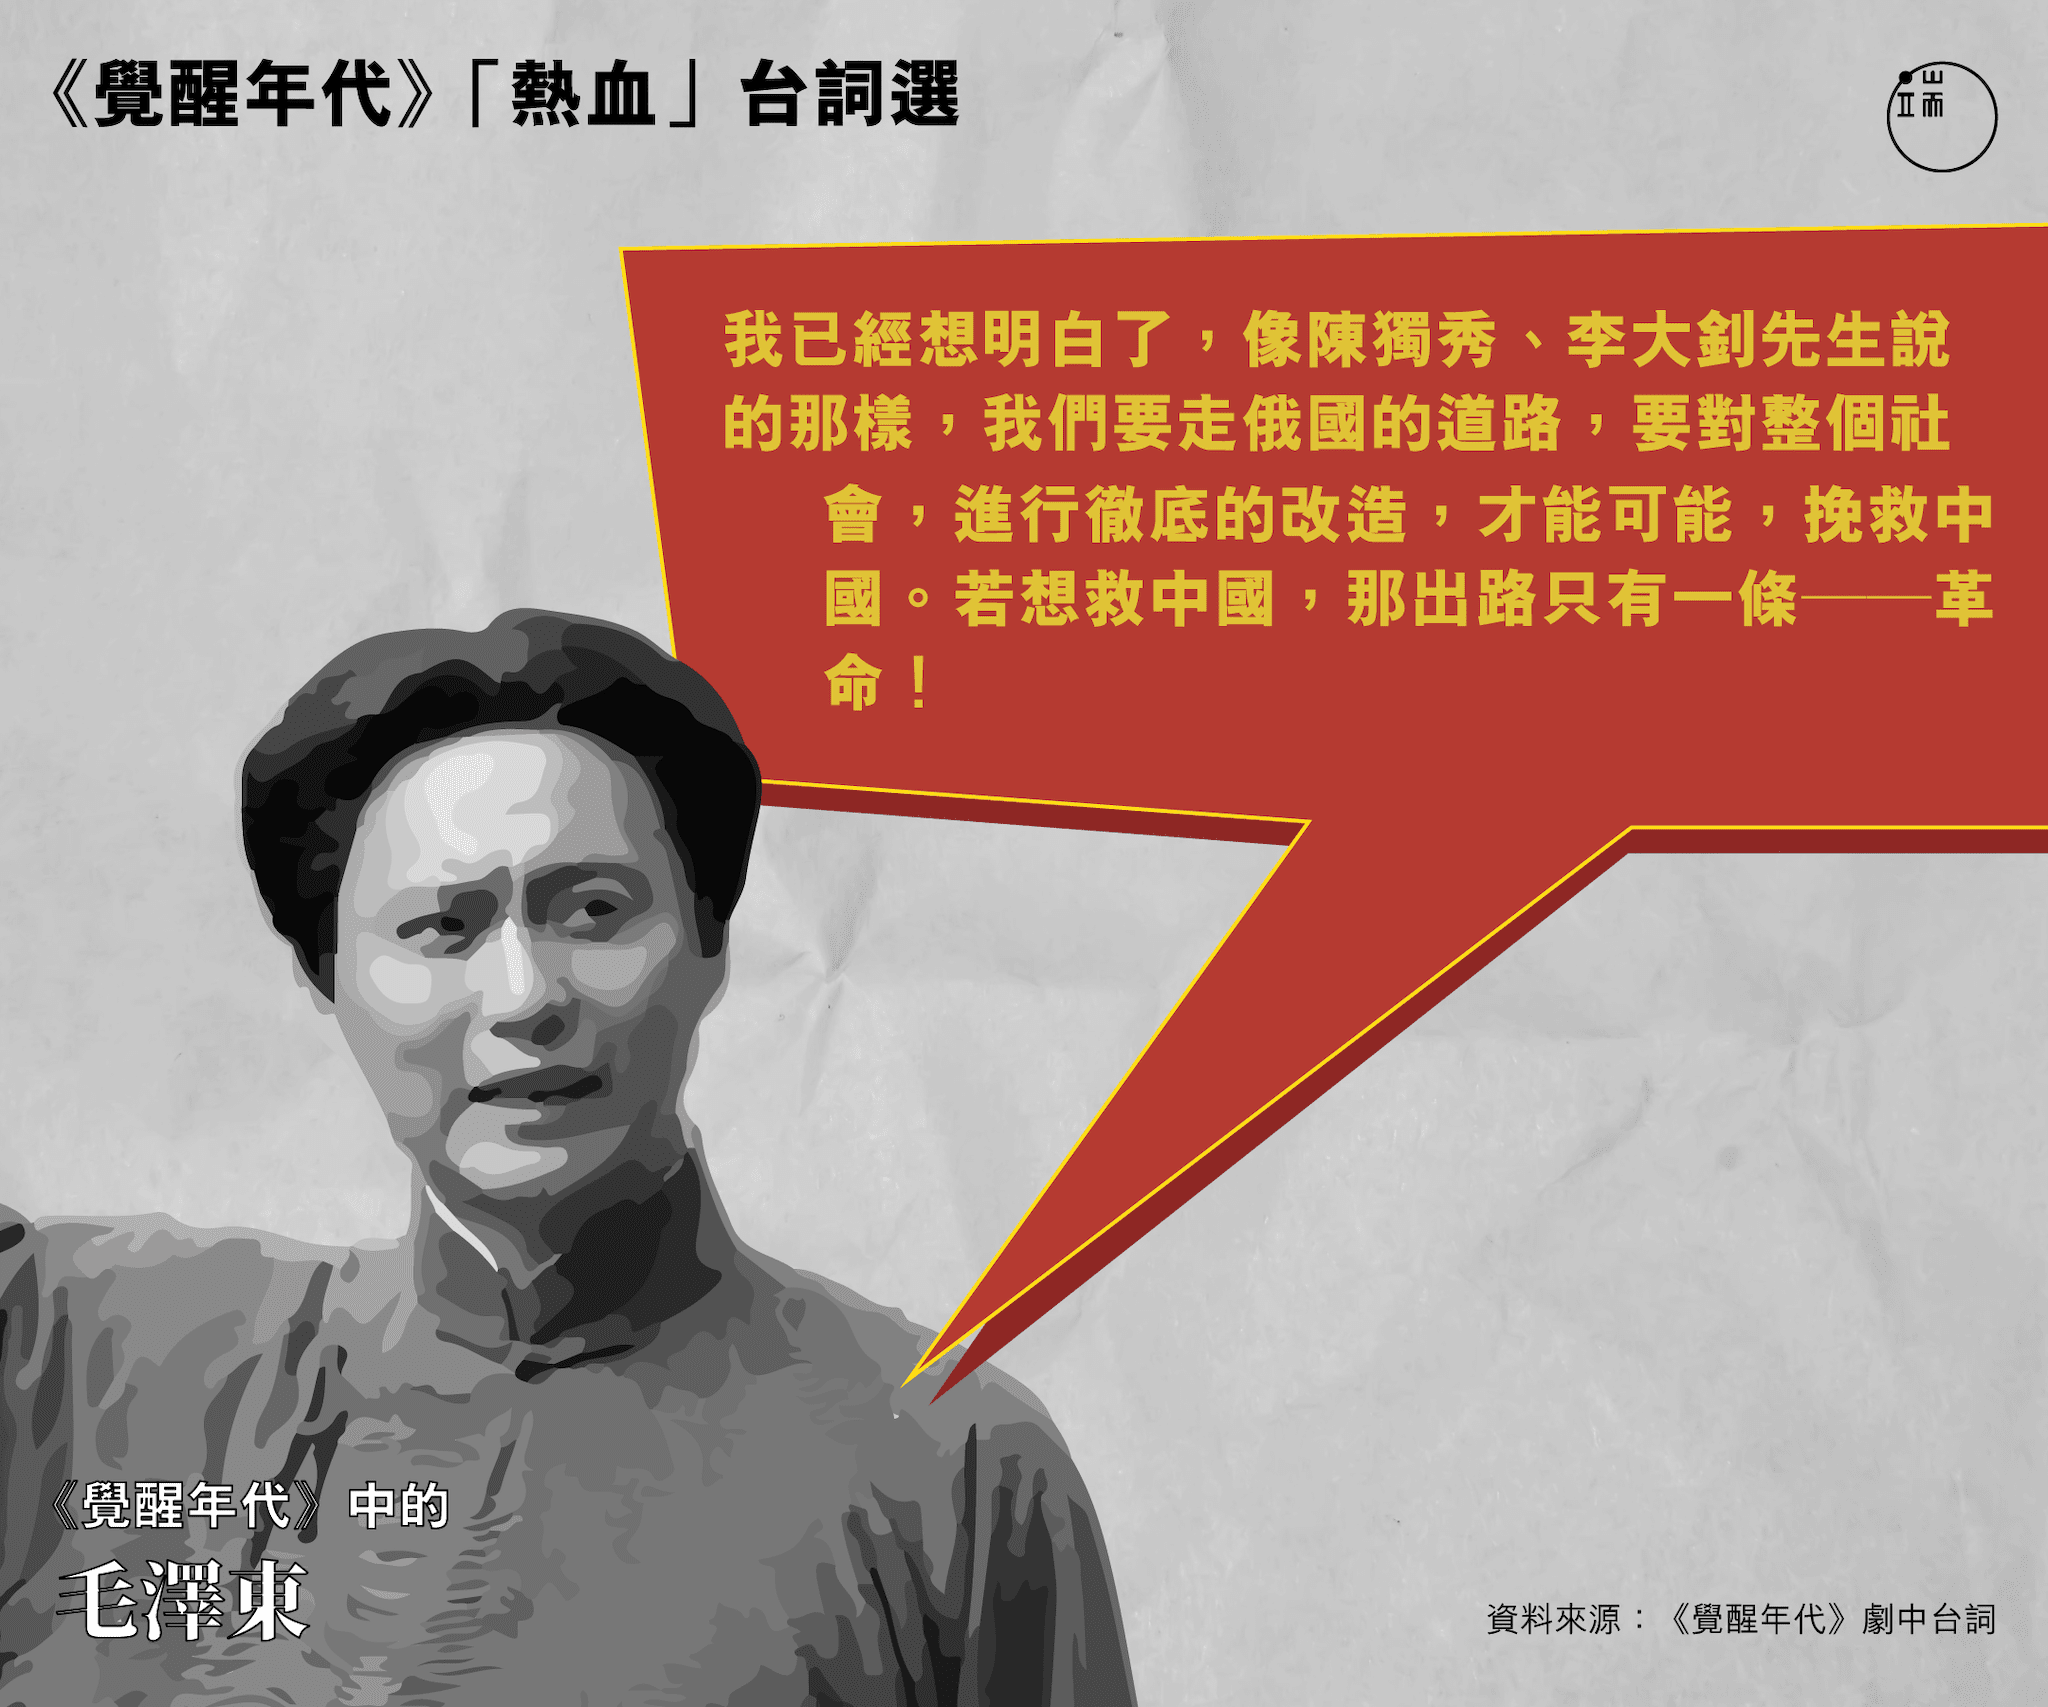 《覺醒年代》「熱血」台詞選
端
我已經想明白了，像陳獨秀、李大釗先生說
的那樣，我們要走俄國的道路，要對整個社
會，進行徹底的改造，才能可能，挽救中
國。若想救中國，那出路只有一條——革
命！
《覺醒年代》中的
毛澤東
資料來源：《覺醒年代》劇中台詞